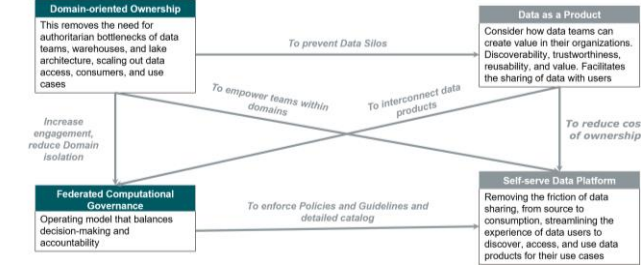 Domain-oriented Ownership
This removes the need for
authoritarian bottlenecks of data
teams, warehouses, and lake
architecture, scaling out data
access, consumers, and use
cases
To prevent Data Silos
Data as a Product
Consider how data teams can
create value in their organizations.
Discoverability, trustworthiness,
reusability, and value. Facilitates
the sharing of data with users
To empower teams within
domains
To interconnect data
products
Increase
engagement,
reduce Domain
isolation
To reduce cos
of ownership
Federated Computational
Governance
Operating model that balances
decision-making and
accountability
To enforce Policies and Guidelines and
detailed catalog
Self-serve Data Platform
Removing the friction of data
sharing, from source to
consumption, streamlining the
experience of data users to
discover, access, and use data
products for their use cases